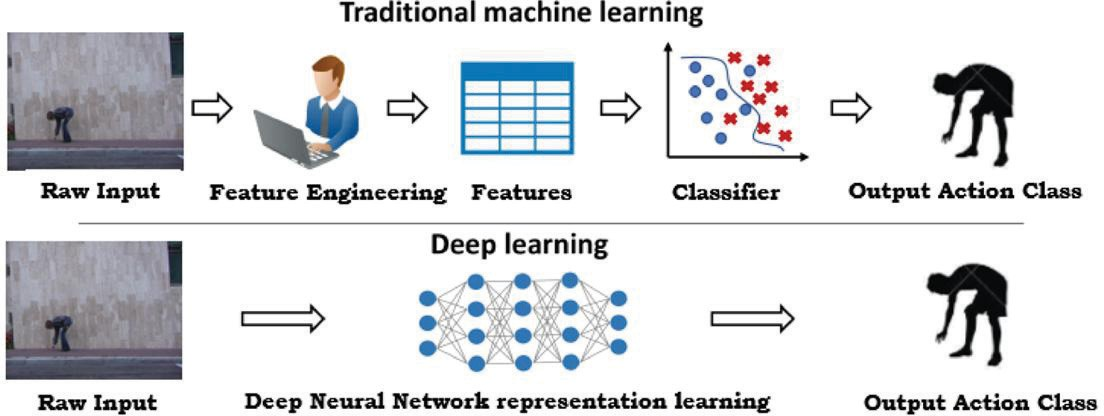 Traditional machine learning
Raw Input
Feature Engineering
Features
Classifier
Output Action Class
Deep learning
Raw Input
Deep Neural Network representation learning
Output Action Class